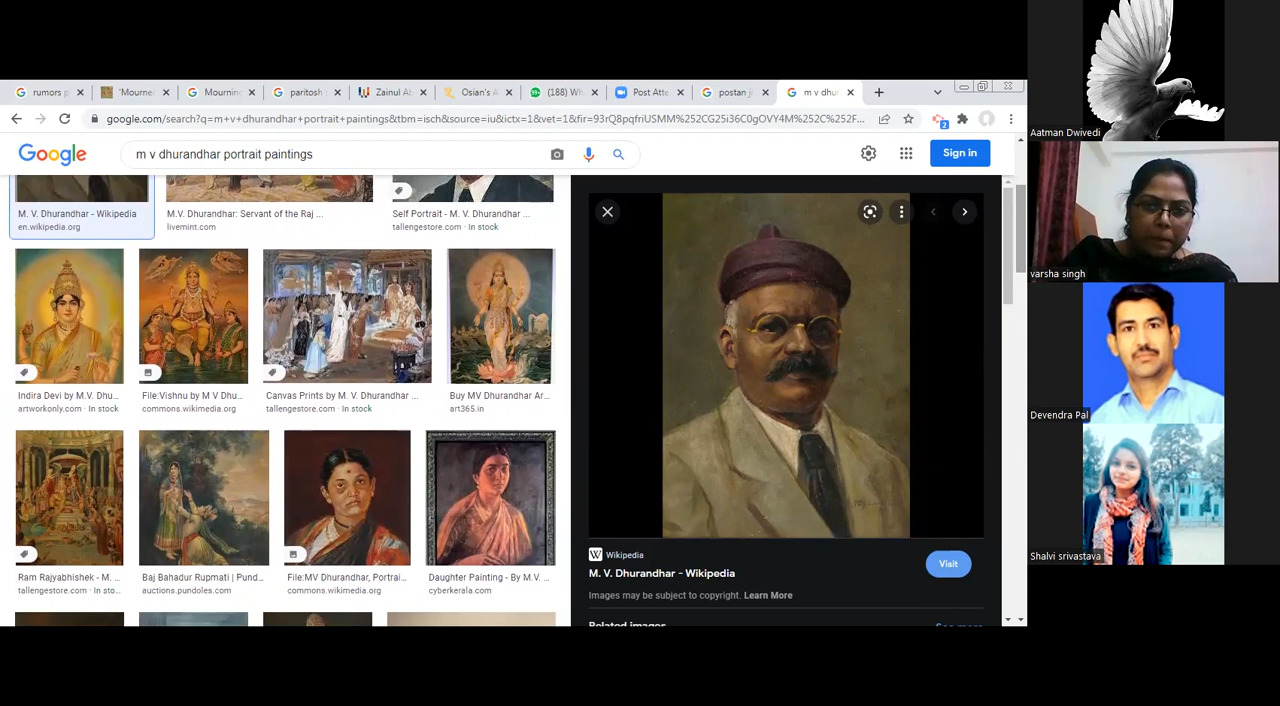 rumors p
'Mourne
Mourning
paritosh
Zainul A
Osian's A
(188) Wh
Post Atte
postan j
m v dhur
google.com/search?q=m+v+dhurandhar+portrait+paintings&tbm=isch&source=iu&ictx=1&vet=1&fir=93rQ8pqfriUSMM%252CG25i36C0gOVY4M%252C%252F...
2
Google
m v dhurandhar portrait paintings
Sign in
M. V. Dhurandhar - Wikipedia
en.wikipedia.org
M.V. Dhurandhar: Servant of the Raj ...
livemint.com
Self Portrait - M. V. Dhurandhar ...
tallengestore.com · In stock
Indira Devi by M.V. Dhu...
artworkonly.com · In stock
File:Vishnu by M V Dhu...
commons.wikimedia.org
Canvas Prints by M. V. Dhurandhar ...
tallengestore.com · In stock
Buy MV Dhurandhar Ar...
art365.in
Ram Rajyabhishek - M. ...
tallengestore.com · In sto...
Baj Bahadur Rupmati | Pund...
auctions.pundoles.com
File:MV Dhurandhar, Portrai...
commons.wikimedia.org
Daughter Painting - By M.V. ...
cyberkerala.com
W Wikipedia
M. V. Dhurandhar - Wikipedia
Visit
Images may be subject to copyright. Learn More
Related images
See more
Aatman Dwivedi
varsha singh
Devendra Pal
Shalvi srivastava